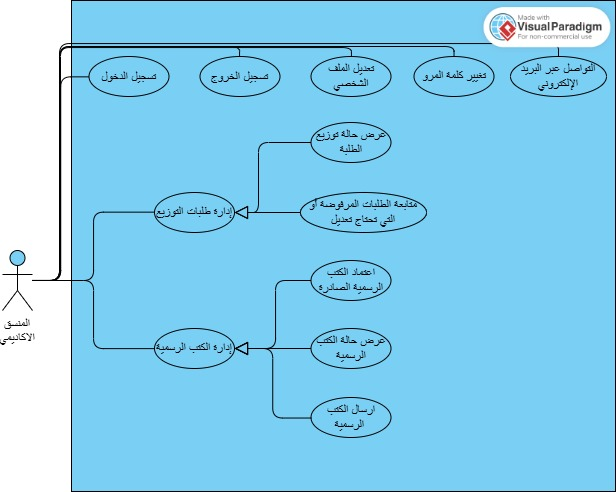 Made with
Visual Paradigm
For non-commercial use
التواصل عبر البريد
الإلكتروني
تغيير كلمة المرو
تعديل الملف
الشخصي
تسجيل الخروج
تسجيل الدخول
عرض حالة توزيع
الطلبة
إدارة طلبات التوزيع
متابعة الطلبات المرفوضة أو
التي تحتاج تعديل
المنسق
الاكاديمي
اعتماد الكتب
الرسمية الصادرة
إدارة الكتب الرسمية
عرض حالة الكتب
الرسمية
ارسال الكتب
الرسمية